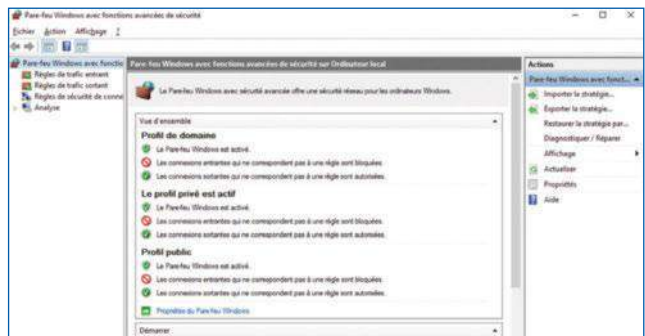 Pare-feu Windows avec fonctions avancées de sécurité
Fichier Action Affichage ?
Pare-feu Windows avec fonctio
Règles de trafic entrant
Règles de trafic sortant
Règles de sécurité de conne
Analyse
Pare-feu Windows avec fonctions avancées de sécurité sur Ordinateur local
Le Pare-feu Windows avec sécurité avancée offre une sécurité réseau pour les ordinateurs Windows.
Vue d'ensemble
Profil de domaine
Le Pare-feu Windows est activé.
Les connexions entrantes qui ne correspondent pas à une règle sont bloquées.
Les connexions sortantes qui ne correspondent pas à une règle sont autorisées.
Le profil privé est actif
Le Pare-feu Windows est activé.
Les connexions entrantes qui ne correspondent pas à une règle sont bloquées.
Les connexions sortantes qui ne correspondent pas à une règle sont autorisées.
Profil public
Le Pare-feu Windows est activé.
Les connexions entrantes qui ne correspondent pas à une règle sont bloquées.
Les connexions sortantes qui ne correspondent pas à une règle sont autorisées.
Propriétés du Pare-feu Windows
Démarrer
Actions
Pare-feu Windows avec fonct...
Importer la stratégie...
Exporter la stratégie...
Restaurer la stratégie par...
Diagnostiquer / Réparer
Affichage
Actualiser
Propriétés
Aide